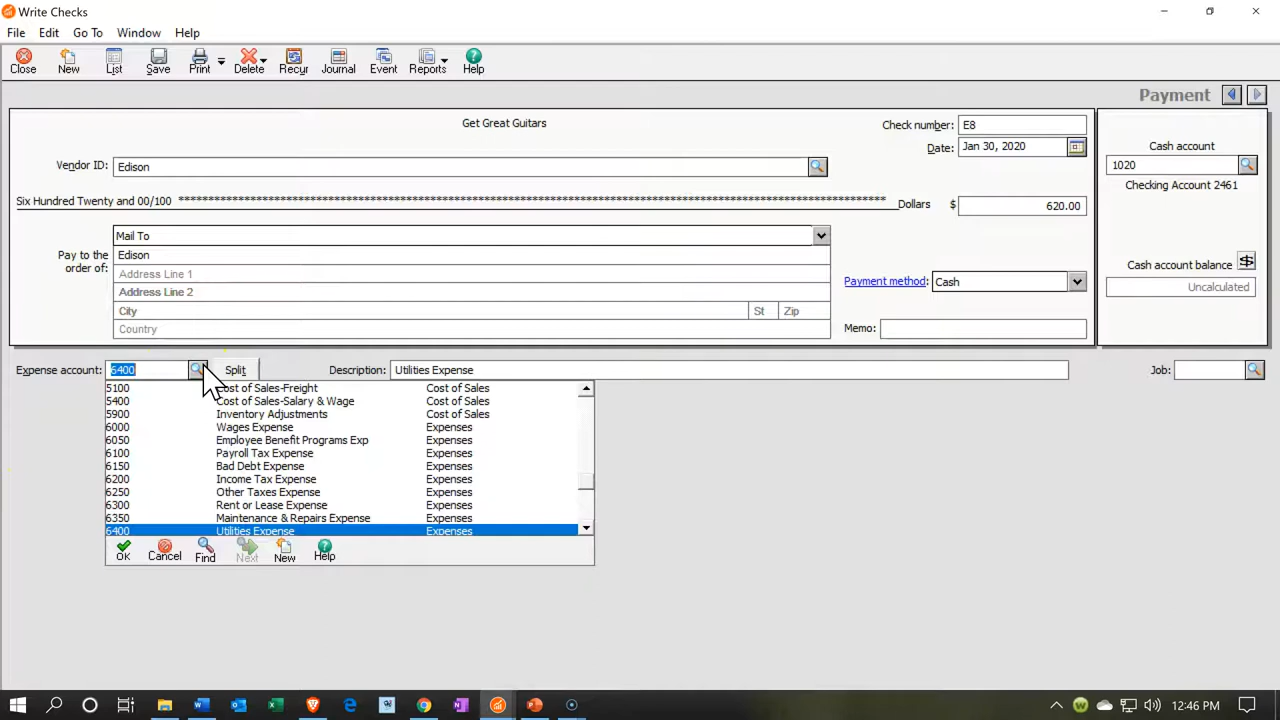 Write Checks
File Edit Go To Window Help
Close New List Save Print Delete Recur Journal Event Reports Help
Payment
Get Great Guitars
Check number: E8
Date: Jan 30, 2020
Cash account
1020
Checking Account 2461
Vendor ID: Edison
Six Hundred Twenty and 00/100 **** Dollars $ 620.00
Mail To
Pay to the order of: Edison
Address Line 1
Address Line 2
City St Zip
Country
Payment method: Cash
Memo:
Cash account balance
Uncalculated
Expense account: 6400 Split Description: Utilities Expense Job:
5100 Cost of Sales-Freight Cost of Sales
5400 Cost of Sales-Salary & Wage Cost of Sales
5900 Inventory Adjustments Cost of Sales
6000 Wages Expense Expenses
6050 Employee Benefit Programs Exp Expenses
6100 Payroll Tax Expense Expenses
6150 Bad Debt Expense Expenses
6200 Income Tax Expense Expenses
6250 Other Taxes Expense Expenses
6300 Rent or Lease Expense Expenses
6350 Maintenance & Repairs Expense Expenses
6400 Utilities Expense Expenses
OK Cancel Find Next New Help
12:46 PM